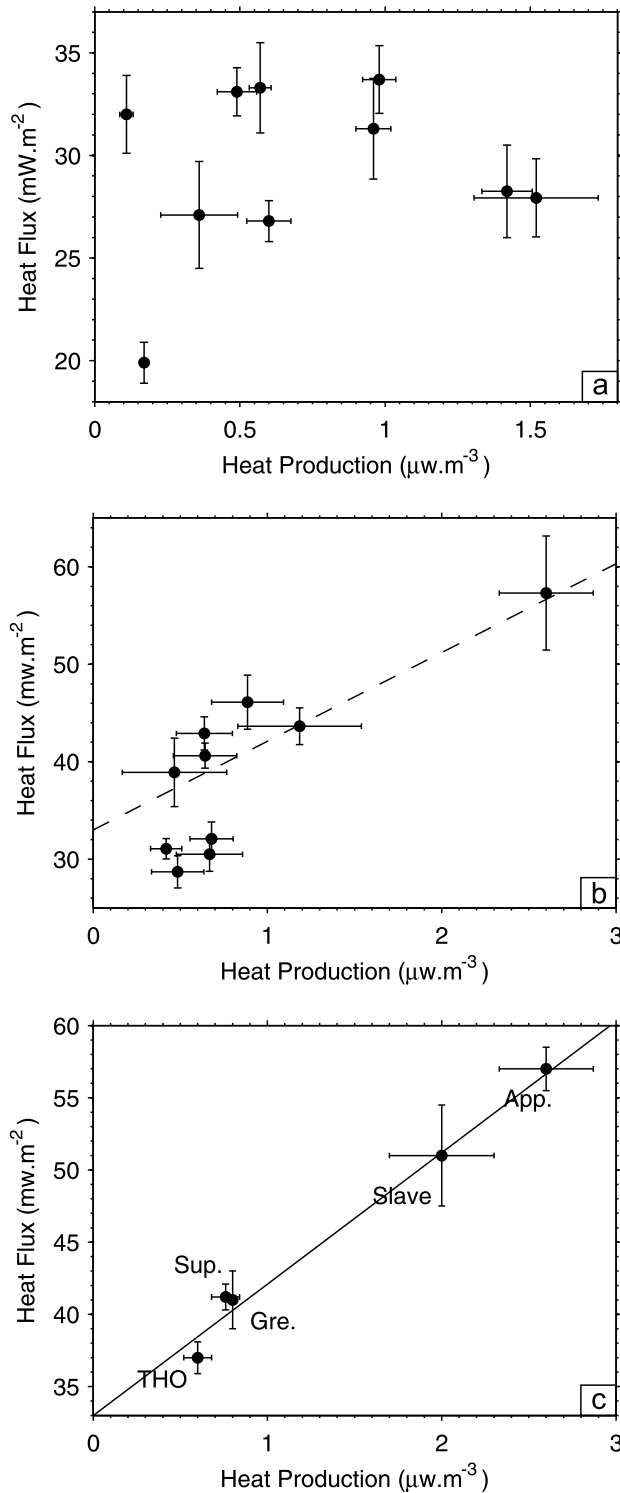 35
30
25
20
Heat Flux (mW.m-2)
a
0
0.5
1
1.5
Heat Production (μw.m-3)
60
50
40
30
Heat Flux (mw.m-2)
b
0
1
2
3
Heat Production (μw.m-3)
60
55
50
45
40
35
Heat Flux (mw.m-2)
App.
Slave
Sup.
Gre.
THO
c
0
1
2
3
Heat Production (μw.m-3)